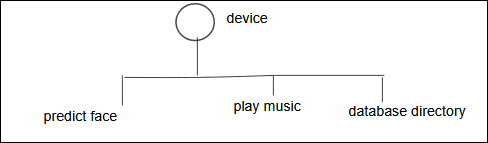 device
predict face
play music
database directory